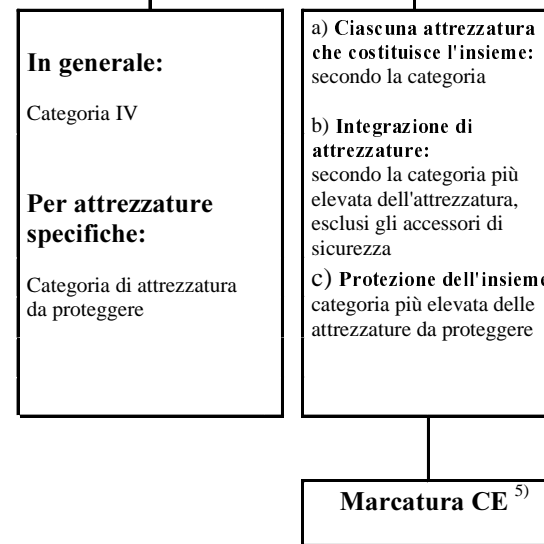 In generale:
Categoria IV
Per attrezzature
specifiche:
Categoria di attrezzatura
da proteggere
a) Ciascuna attrezzatura
che costituisce l'insieme:
secondo la categoria
b) Integrazione di
attrezzature:
secondo la categoria più
elevata dell'attrezzatura,
esclusi gli accessori di
sicurezza
c) Protezione dell'insieme
categoria più elevata delle
attrezzature da proteggere
Marcatura CE 5)